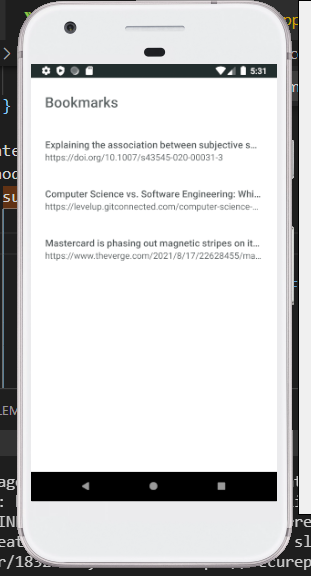 5:31
Bookmarks
Explaining the association between subjective s...
https://doi.org/10.1007/s43545-020-00031-3
Computer Science vs. Software Engineering: Whi...
https://levelup.gitconnected.com/computer-science-...
Mastercard is phasing out magnetic stripes on it...
https://www.theverge.com/2021/8/17/22628455/ma...